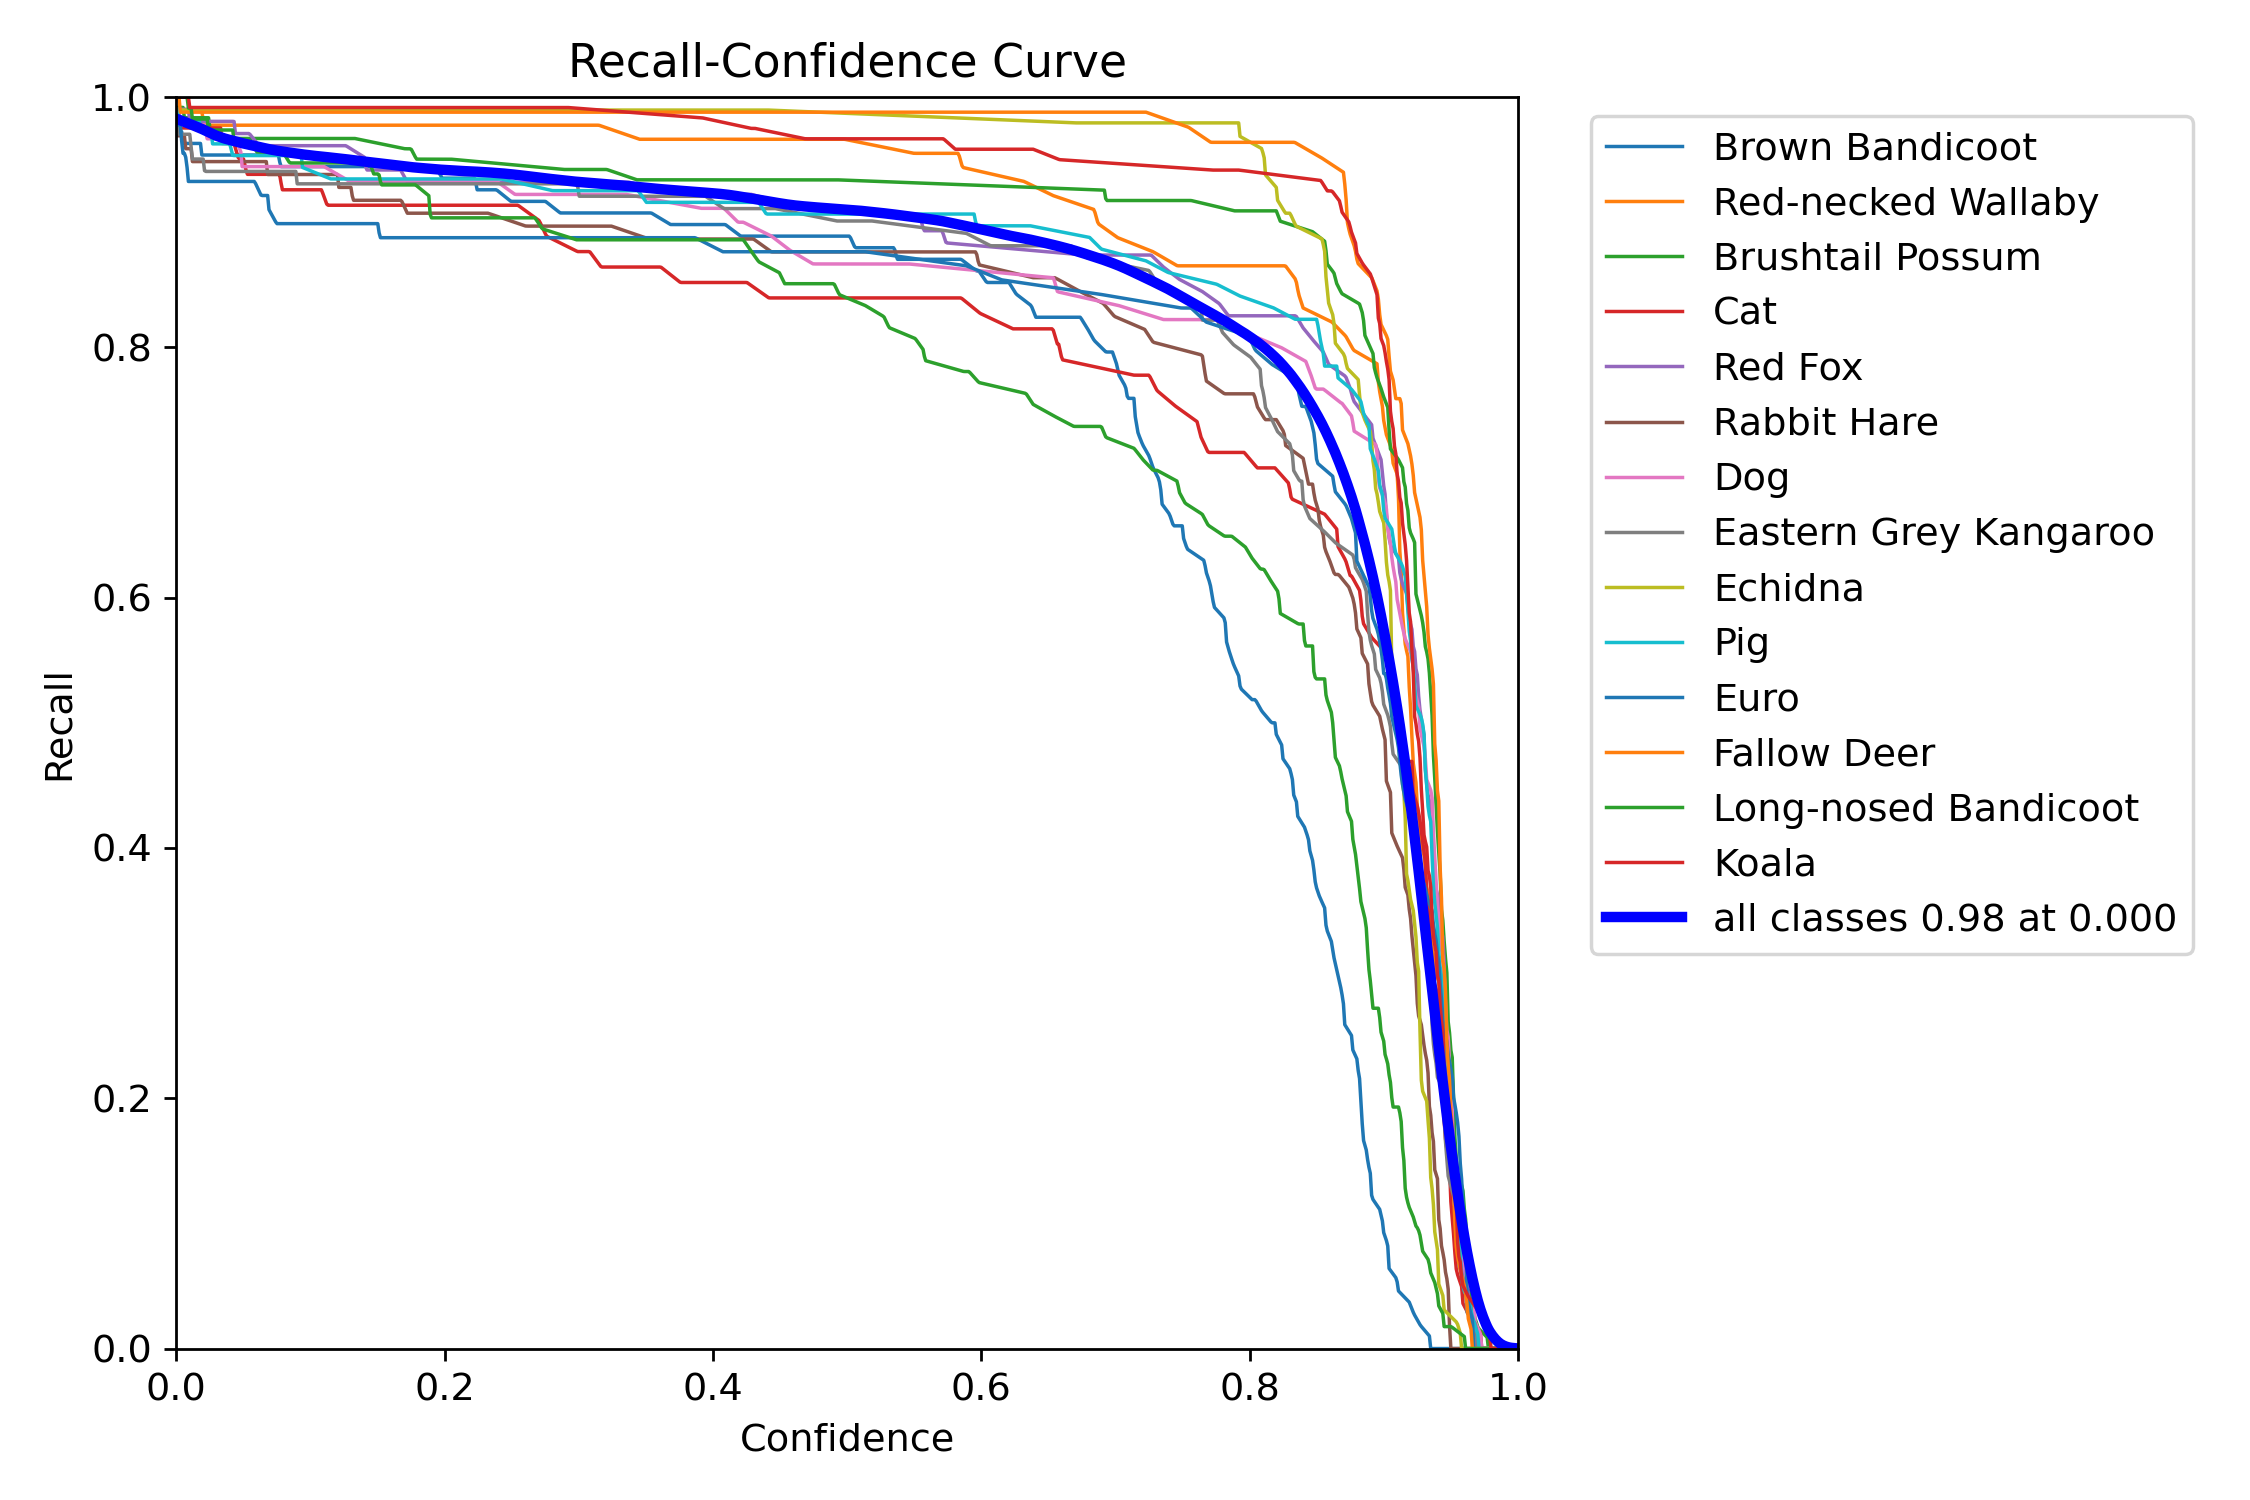 Recall-Confidence Curve
1.0
0.8
0.6
0.4
0.2
0.0
Recall
0.0 0.2 0.4 0.6 0.8 1.0
Confidence
Brown Bandicoot
Red-necked Wallaby
Brushtail Possum
Cat
Red Fox
Rabbit Hare
Dog
Eastern Grey Kangaroo
Echidna
Pig
Euro
Fallow Deer
Long-nosed Bandicoot
Koala
all classes 0.98 at 0.000